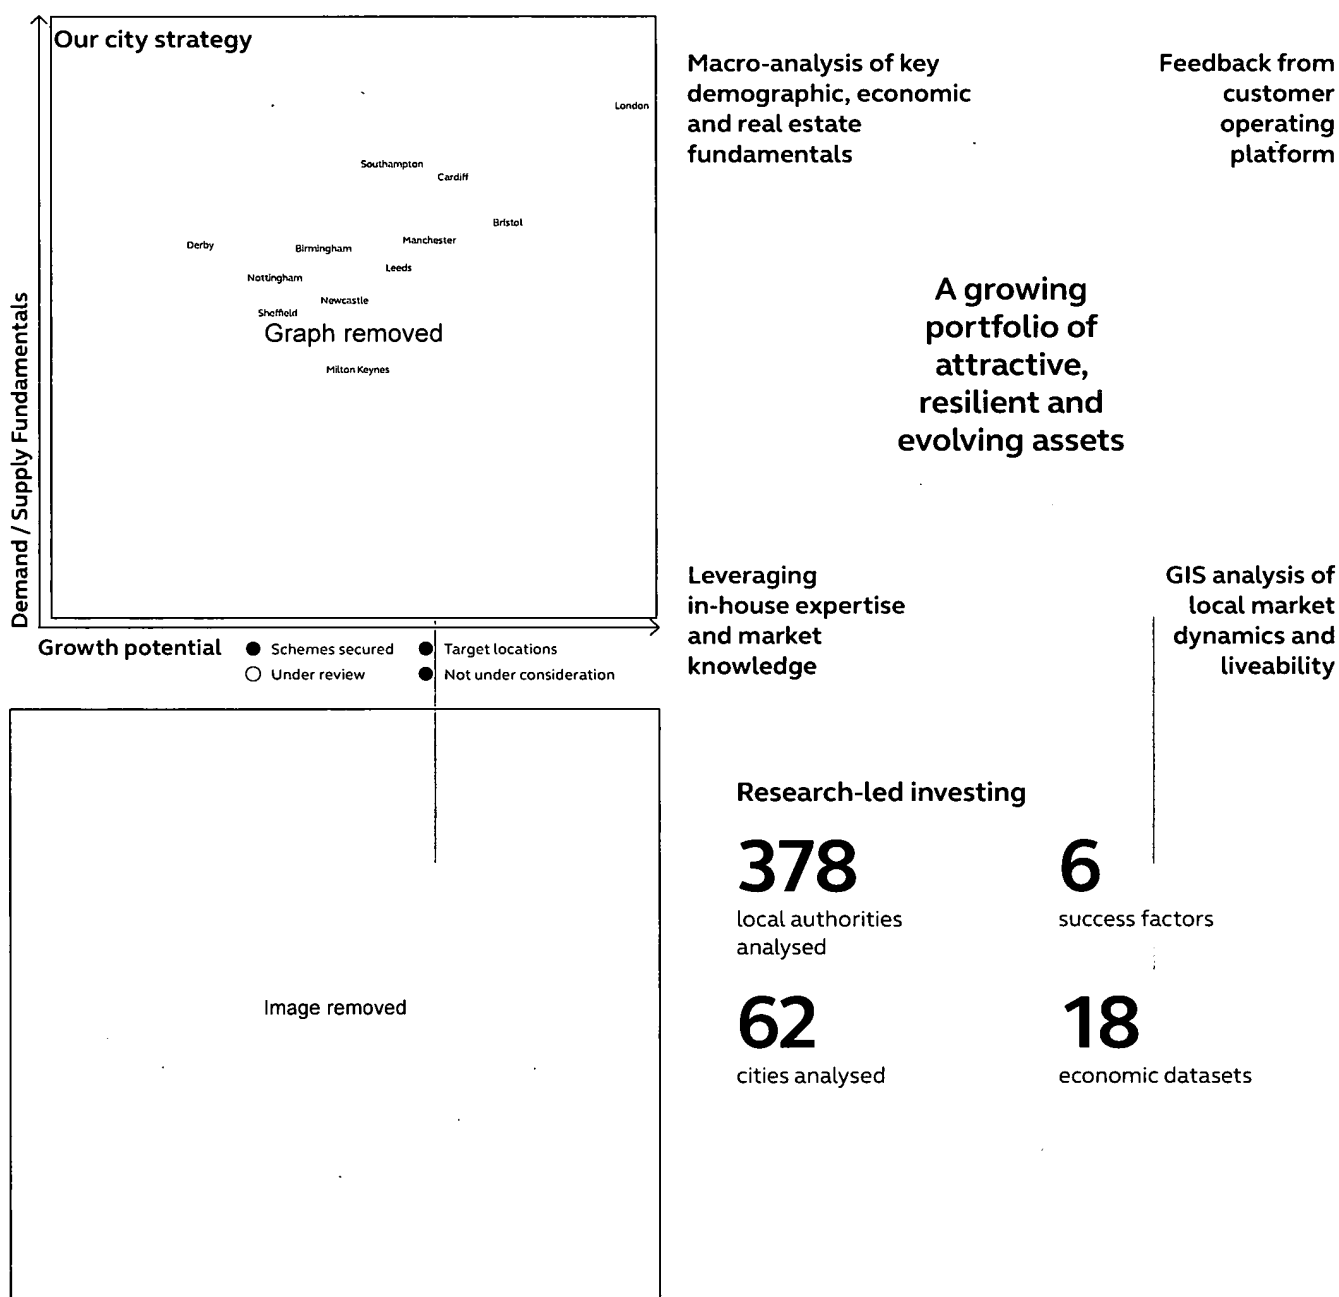 Our city strategy
London
Southampton
Cardiff
Bristol
Derby
Birmingham
Manchester
Leeds
Nottingham
Newcastle
Sheffield
Graph removed
Milton Keynes
Demand / Supply Fundamentals
Growth potential
Schemes secured
Target locations
Under review
Not under consideration
Macro-analysis of key
demographic, economic
and real estate
fundamentals
Feedback from
customer
operating
platform
A growing
portfolio of
attractive,
resilient and
evolving assets
Leveraging
in-house expertise
and market
knowledge
GIS analysis of
local market
dynamics and
liveability
Image removed
Research-led investing
378
local authorities
analysed
6
success factors
62
cities analysed
18
economic datasets